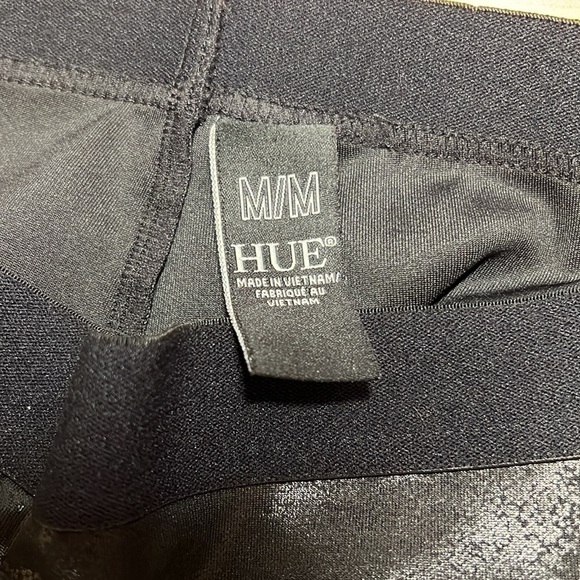 M/M
HUE®
MADE IN VIETNAM/
FABRIQUÉ AU
VIETNAM